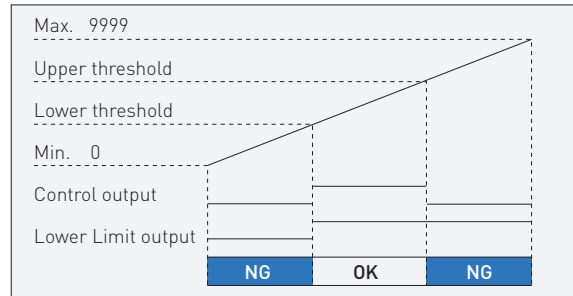 Max. 9999
Upper threshold
Lower threshold
Min. 0
Control output
Lower Limit output
NG OK NG